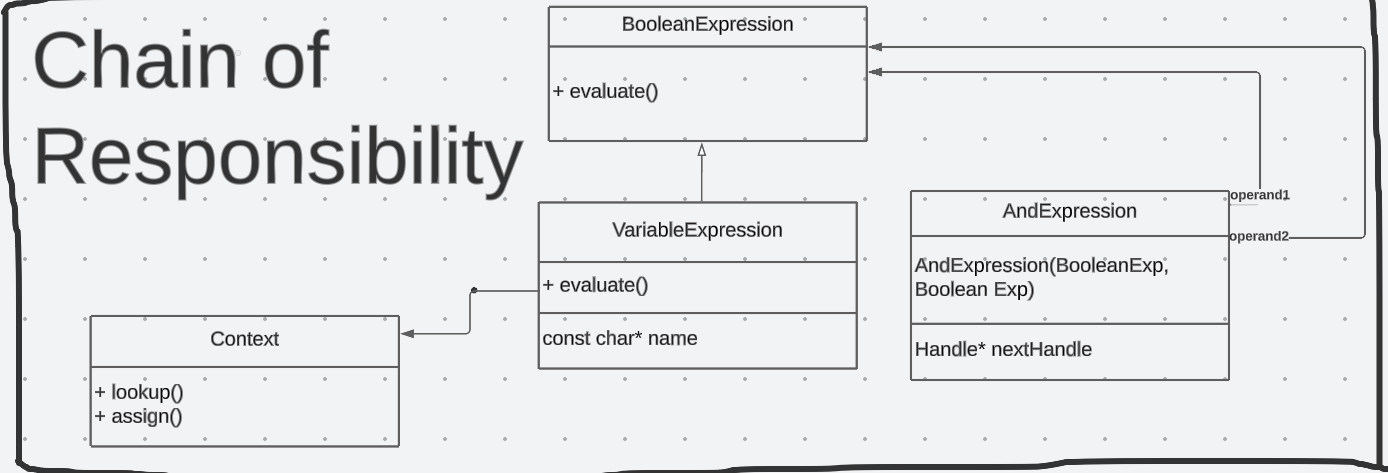 Chain of
Responsibility
BooleanExpression
+ evaluate()
VariableExpression
+ evaluate()
const char* name
operand1
operand2
AndExpression
AndExpression(BooleanExp,
Boolean Exp)
Handle* nextHandle
Context
+ lookup()
+ assign()